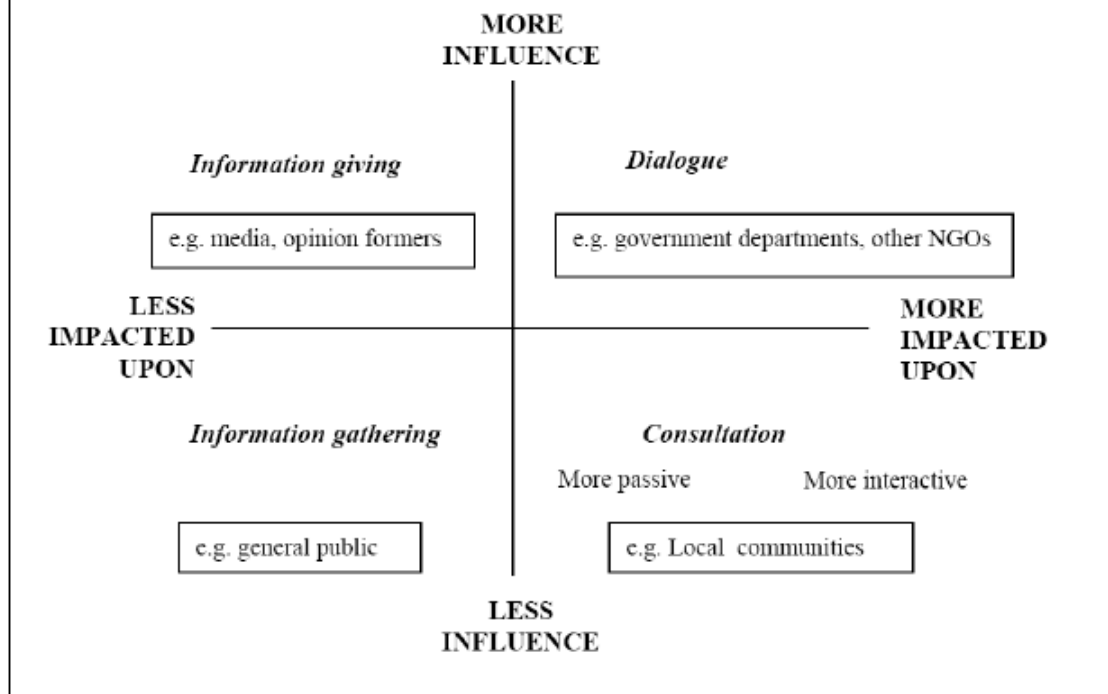 MORE
INFLUENCE
Information giving
Dialogue
e.g. media, opinion formers
e.g. government departments, other NGOs
LESS
IMPACTED
UPON
MORE
IMPACTED
UPON
Information gathering
Consultation
More passive
More interactive
e.g. general public
e.g. Local communities
LESS
INFLUENCE